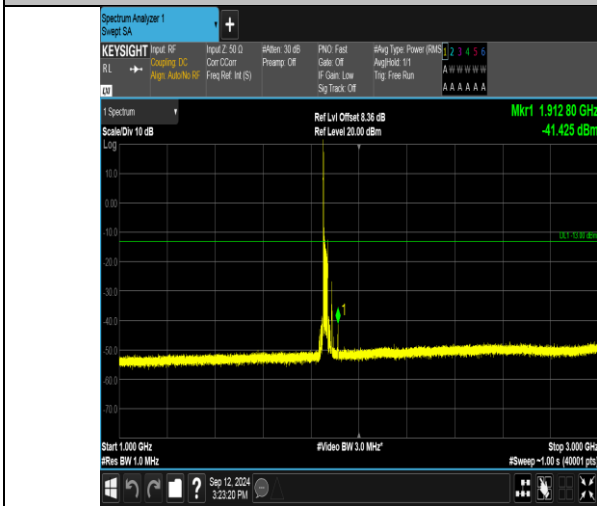 Spectrum Analyzer 1
Swept SA
+
KEYSIGHT
RL
Input: RF
Coupling: DC
Align: Auto/No RF
Input Z: 50 Ω
Corr CCorr
Freq Ref: Int (S)
#Atten: 30 dB
Preamp: Off
PNO: Fast
Gate: Off
IF Gain: Low
Sig Track: Off
#Avg Type: Power (RMS
Avg|Hold: 1/1
Trig: Free Run
1 2 3 4 5 6
A W W W W W
A A A A A A
1 Spectrum
Scale/Div 10 dB
Log
Ref Lvl Offset 8.36 dB
Ref Level 20.00 dBm
Mkr1 1.912 80 GHz
-41.425 dBm
10.0
0.00
-10.0
-20.0
-30.0
-40.0
-50.0
-60.0
-70.0
DL1 -13.00 dBm
1
Start 1.000 GHz
#Res BW 1.0 MHz
#Video BW 3.0 MHz*
Stop 3.000 GHz
#Sweep ~1.00 s (40001 pts)
?
Sep 12, 2024
3:23:20 PM